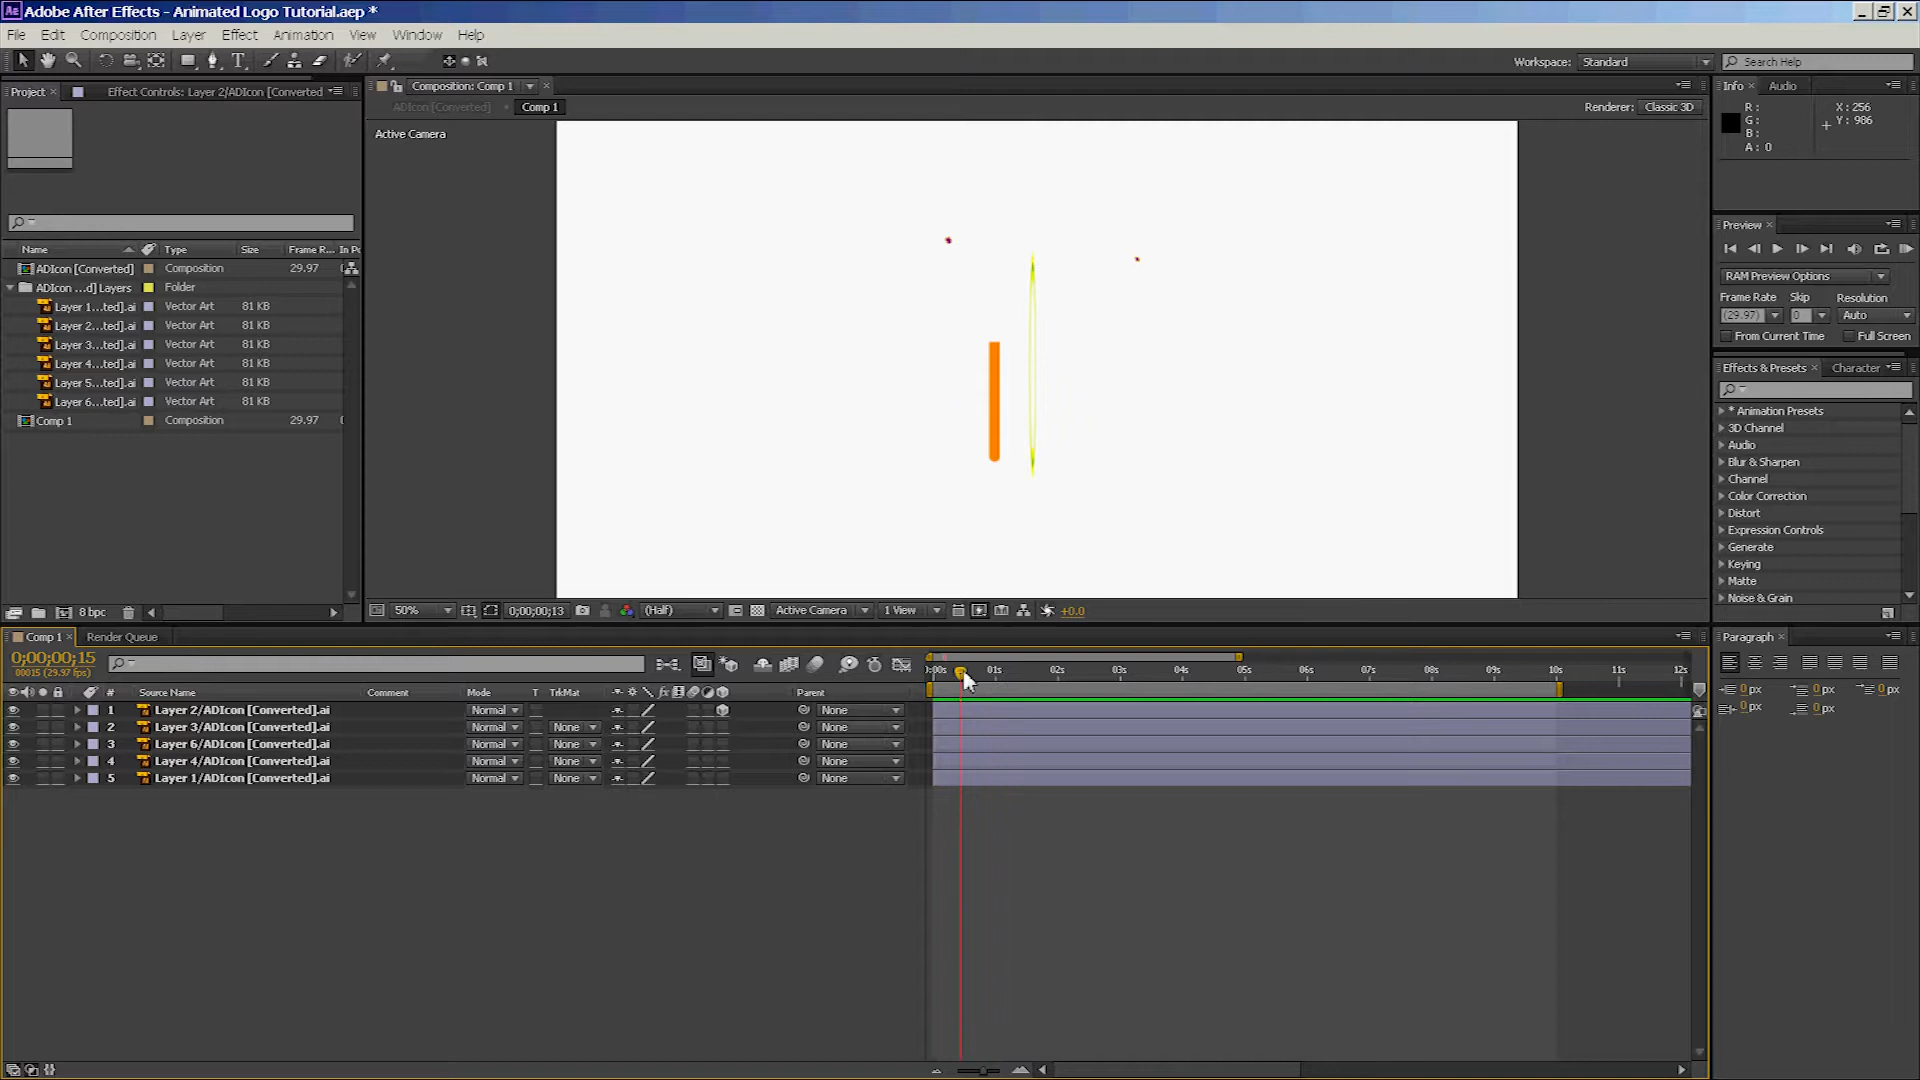 Adobe After Effects - Animated Logo Tutorial.aep *
File Edit Composition Layer Effect Animation View Window Help
Workspace: Standard Search Help
Project Effect Controls: Layer 2/ADIcon [Converted
Composition: Comp 1
ADIcon [Converted] Comp 1
Renderer: Classic 3D
Active Camera
Info Audio
R: X: 256
G: Y: 986
B:
A: 0
Preview
RAM Preview Options
Frame Rate Skip Resolution
(29.97) 0 Auto
From Current Time Full Screen
Effects & Presets Character
* Animation Presets
3D Channel
Audio
Blur & Sharpen
Channel
Color Correction
Distort
Expression Controls
Generate
Keying
Matte
Noise & Grain
Name Type Size Frame R... In Po
ADIcon [Converted] Composition 29.97
ADIcon ...d] Layers Folder
Layer 1...ted].ai Vector Art 81 KB
Layer 2...ted].ai Vector Art 81 KB
Layer 3...ted].ai Vector Art 81 KB
Layer 4...ted].ai Vector Art 81 KB
Layer 5...ted].ai Vector Art 81 KB
Layer 6...ted].ai Vector Art 81 KB
Comp 1 Composition 29.97
8 bpc
50% 0;00;00;13 (Half) Active Camera 1 View +0.0
Comp 1 Render Queue
0;00;00;15
00015 (29.97 fps)
):00s 01s 02s 03s 04s 05s 06s 07s 08s 09s 10s 11s 12s
# Source Name Comment Mode T TrkMat Parent
1 Layer 2/ADIcon [Converted].ai Normal None
2 Layer 3/ADIcon [Converted].ai Normal None None
3 Layer 6/ADIcon [Converted].ai Normal None None
4 Layer 4/ADIcon [Converted].ai Normal None None
5 Layer 1/ADIcon [Converted].ai Normal None None
Paragraph
0 px 0 px 0 px
0 px 0 px